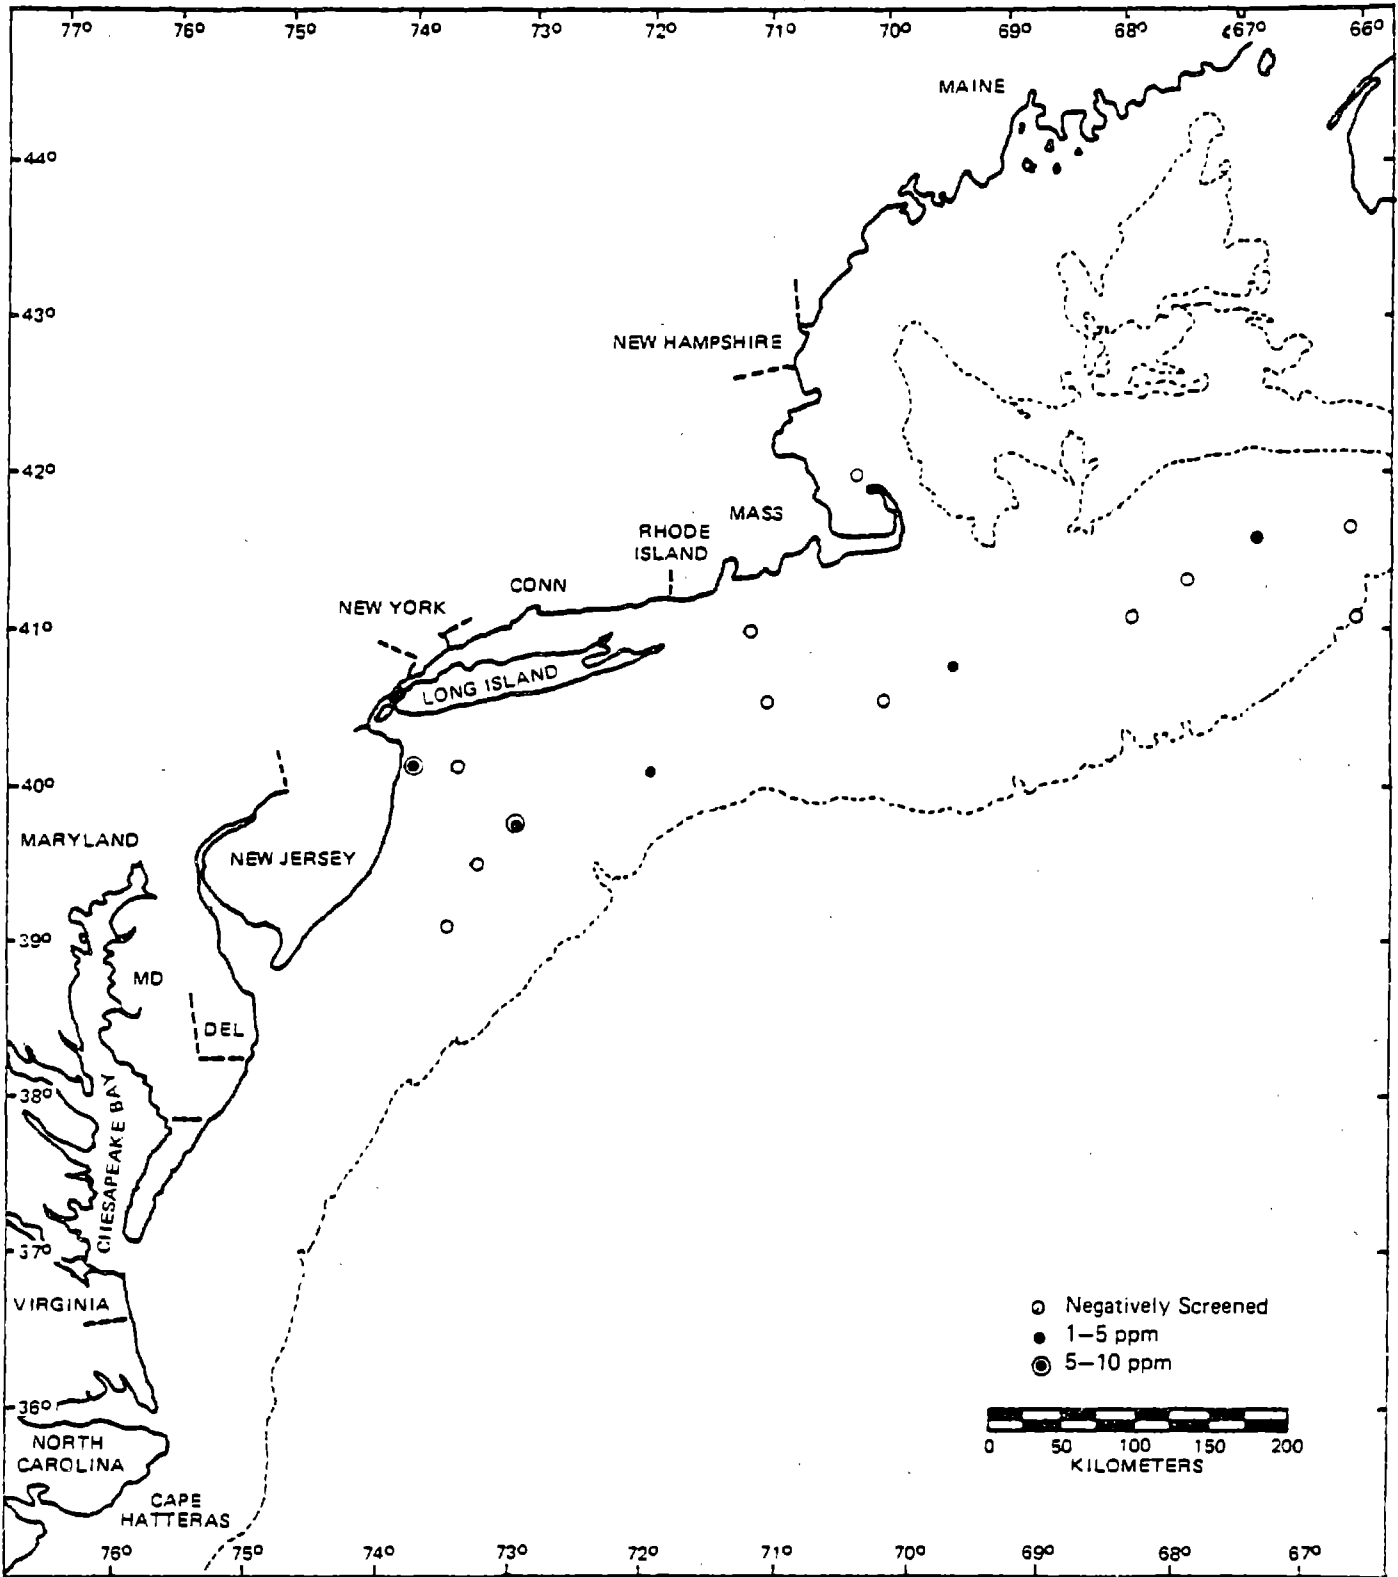 77° 76° 75° 74° 73° 72° 71° 70° 69° 68° 67° 66°
MAINE
44°
43°
NEW HAMPSHIRE
42°
MASS
RHODE
ISLAND
CONN
NEW YORK
41°
LONG ISLAND
40°
MARYLAND
NEW JERSEY
39°
MD
DEL
38°
CHESAPEAKE BAY
37°
VIRGINIA
Negatively Screened
1–5 ppm
5–10 ppm
36°
NORTH
CAROLINA
0 50 100 150 200
KILOMETERS
CAPE
HATTERAS
76° 75° 74° 73° 72° 71° 70° 69° 68° 67°